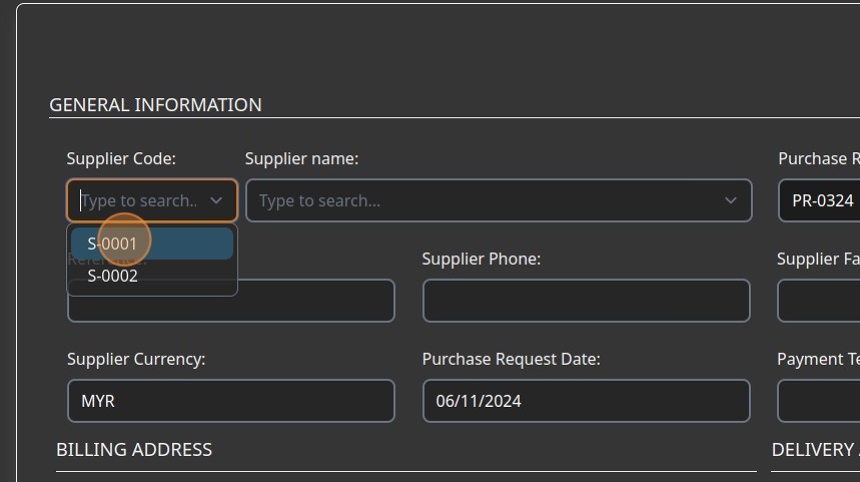 GENERAL INFORMATION
Supplier Code: Supplier name: Purchase R
Type to search.. Type to search... PR-0324
S-0001
Reference: Supplier Phone: Supplier Fa
S-0002
Supplier Currency: Purchase Request Date: Payment Te
MYR 06/11/2024
BILLING ADDRESS DELIVERY